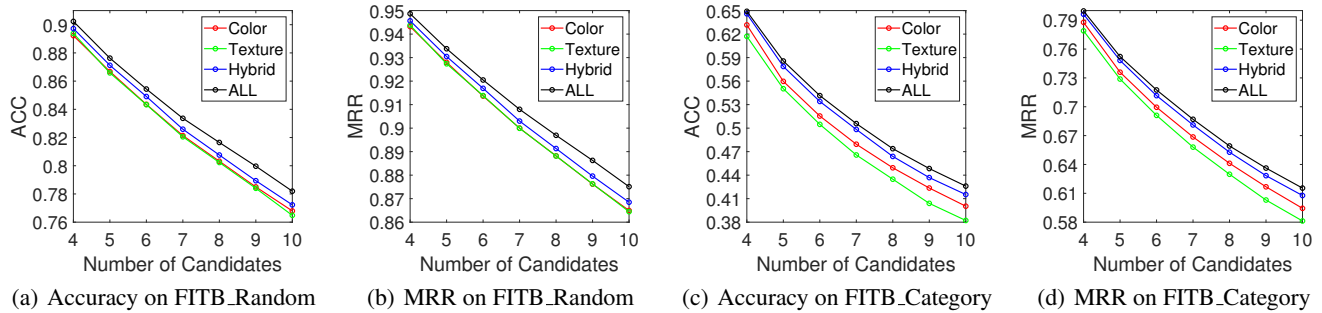 0.9
0.88
0.86
0.84
0.82
0.8
0.78
0.76
ACC
4 5 6 7 8 9 10
Number of Candidates
Color
Texture
Hybrid
ALL
(a) Accuracy on FITB_Random
0.95
0.94
0.93
0.92
0.91
0.9
0.89
0.88
0.87
0.86
MRR
4 5 6 7 8 9 10
Number of Candidates
Color
Texture
Hybrid
ALL
(b) MRR on FITB_Random
0.65
0.62
0.59
0.56
0.53
0.5
0.47
0.44
0.41
0.38
ACC
4 5 6 7 8 9 10
Number of Candidates
Color
Texture
Hybrid
ALL
(c) Accuracy on FITB_Category
0.79
0.76
0.73
0.7
0.67
0.64
0.61
0.58
MRR
4 5 6 7 8 9 10
Number of Candidates
Color
Texture
Hybrid
ALL
(d) MRR on FITB_Category